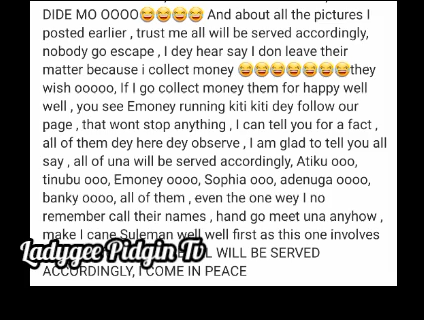 DIDE MO OOOO😂😂😂😂 And about all the pictures I
posted earlier , trust me all will be served accordingly,
nobody go escape , I dey hear say I don leave their
matter because i collect money 😂😂😂😂😂😂😂they
wish ooooo, If I go collect money them for happy well
well , you see Emoney running kiti kiti dey follow our
page , that wont stop anything , I can tell you for a fact ,
all of them dey here dey observe , I am glad to tell you all
say , all of una will be served accordingly, Atiku ooo,
tinubu ooo, Emoney oooo, Sophia ooo, adenuga oooo,
banky oooo, all of them , even the one wey I no
remember call their names , hand go meet una anyhow ,
make I cane Suleman well well first as this one involves
Ladygee Pidgin Tv
WILL BE SERVED
ACCORDINGLY, I COME IN PEACE